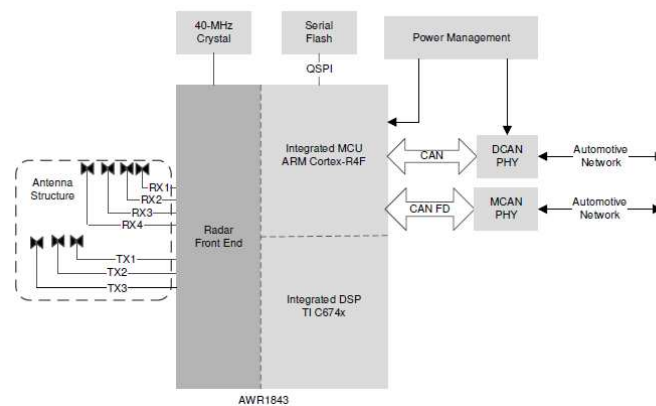 40-MHz
Crystal
Serial
Flash
Power Management
QSPI
Integrated MCU
ARM Cortex-R4F
CAN
DCAN
PHY
Automotive
Network
Antenna
Structure
RX1
RX2
RX3
RX4
Radar
Front End
CAN FD
MCAN
PHY
Automotive
Network
TX1
TX2
TX3
Integrated DSP
TI C674x
AWR1843